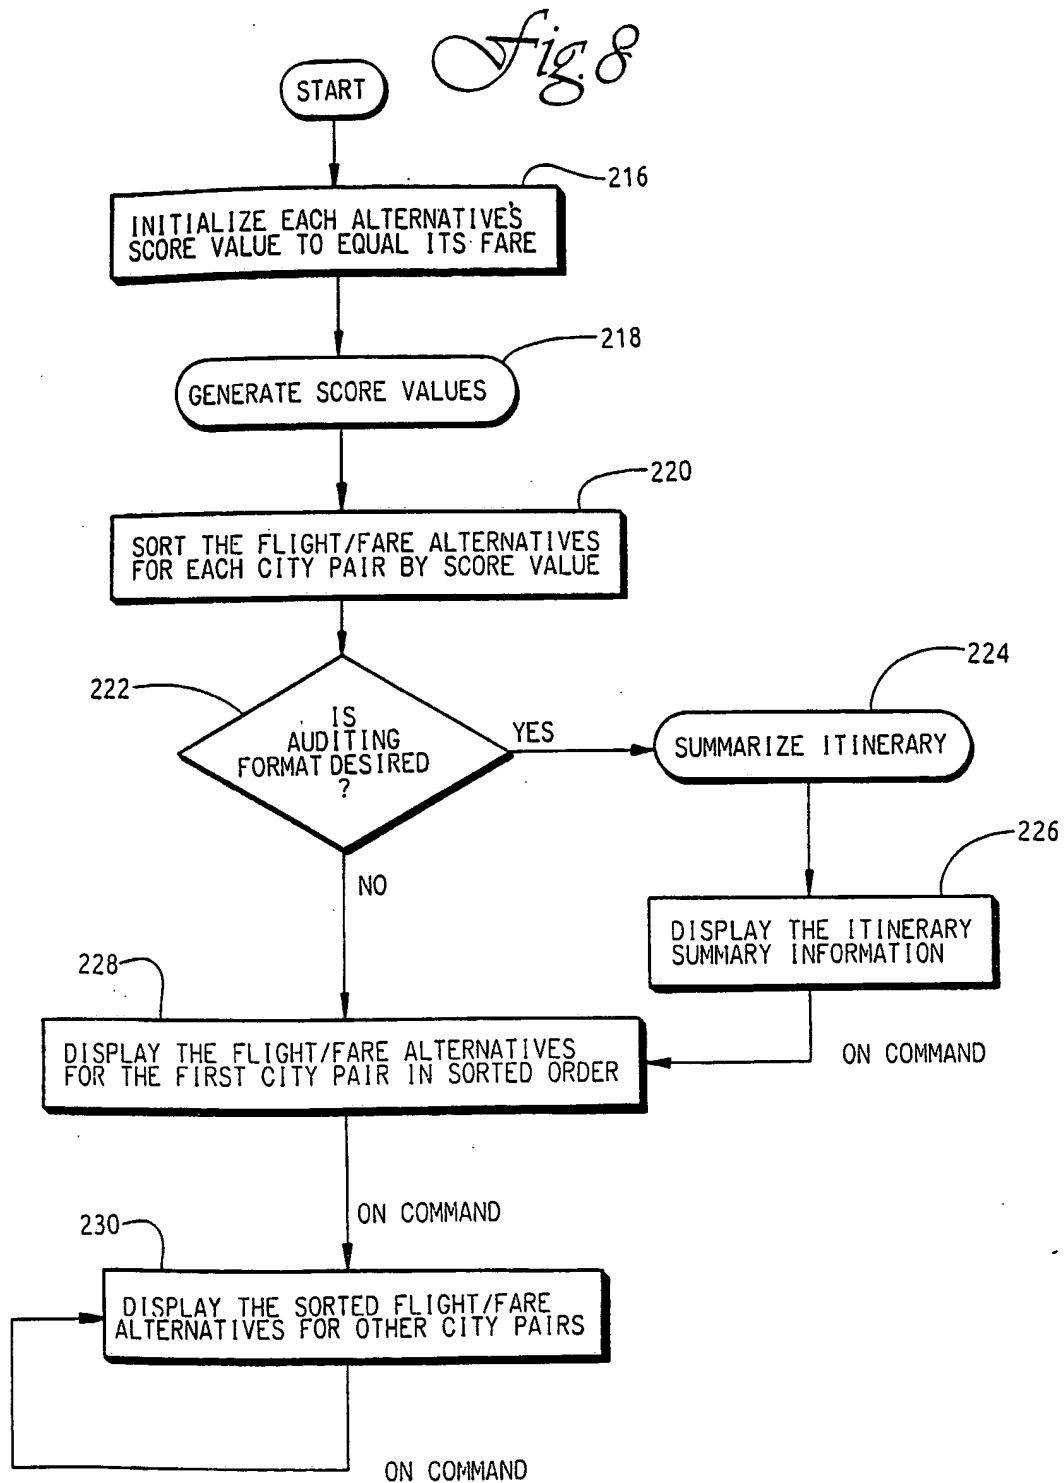 Fig. 8
START
216
INITIALIZE EACH ALTERNATIVE'S
SCORE VALUE TO EQUAL ITS FARE
218
GENERATE SCORE VALUES
220
SORT THE FLIGHT/FARE ALTERNATIVES
FOR EACH CITY PAIR BY SCORE VALUE
222
IS
AUDITING
FORMAT DESIRED
?
YES
224
SUMMARIZE ITINERARY
226
NO
DISPLAY THE ITINERARY
SUMMARY INFORMATION
228
DISPLAY THE FLIGHT/FARE ALTERNATIVES
FOR THE FIRST CITY PAIR IN SORTED ORDER
ON COMMAND
ON COMMAND
230
DISPLAY THE SORTED FLIGHT/FARE
ALTERNATIVES FOR OTHER CITY PAIRS
ON COMMAND